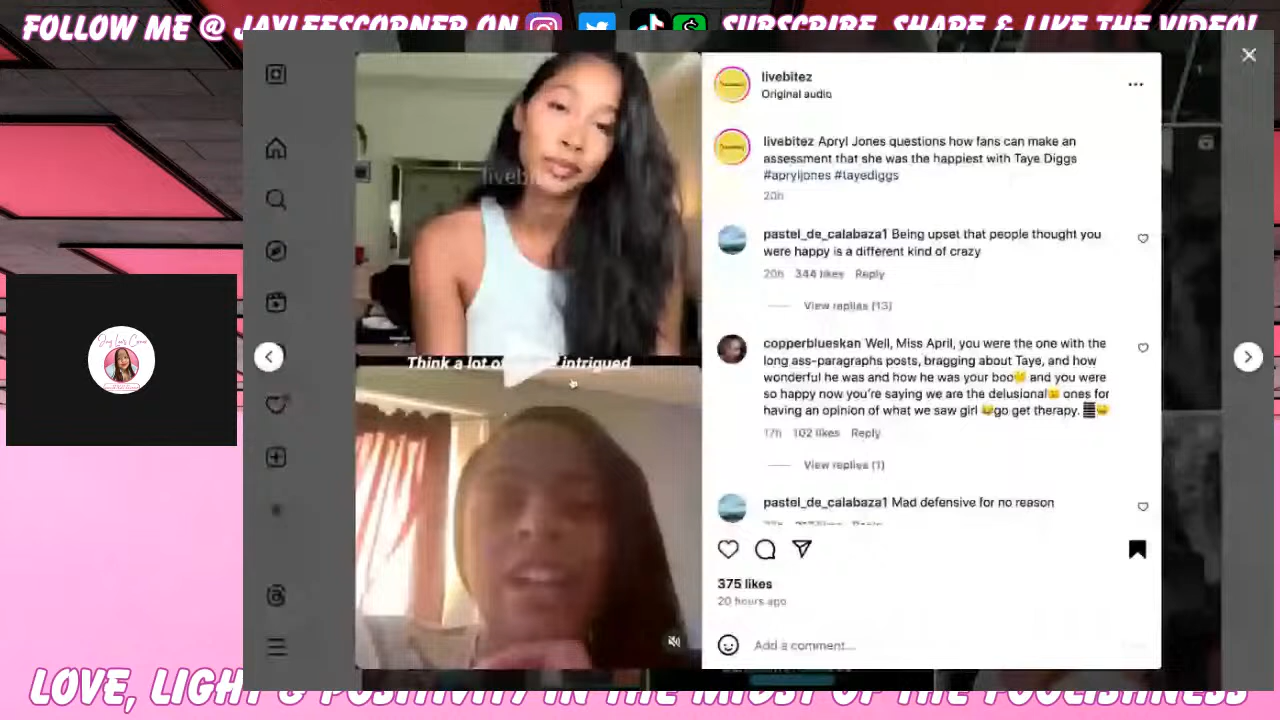 FOLLOW ME @ JAYLEESCORNER ON
SUBSCRIBE, SHARE & LIKE THE VIDEO!
livebitez
Original audio
livebitez Apryl Jones questions how fans can make an
assessment that she was the happiest with Taye Diggs
#apryljones #tayediggs
20h
pastel_de_calabaza1 Being upset that people thought you
were happy is a different kind of crazy
20h 344 likes Reply
View replies (13)
copperblueskan Well, Miss April, you were the one with the
long ass-paragraphs posts, bragging about Taye, and how
wonderful he was and how he was your boo and you were
so happy now you're saying we are the delusional ones for
having an opinion of what we saw girl go get therapy.
17h 102 likes Reply
View replies (1)
pastel_de_calabaza1 Mad defensive for no reason
375 likes
20 hours ago
Add a comment...
Think a lot of intrigued
LOVE, LIGHT & POSITIVITY IN THE MIDST OF THE FOOLISHNESS